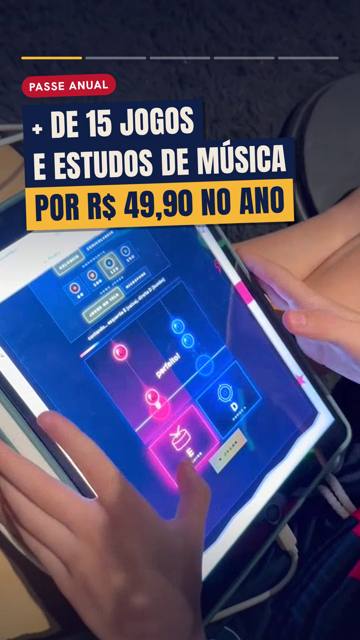 PASSE ANUAL
+ DE 15 JOGOS
E ESTUDOS DE MÚSICA
POR R$ 49,90 NO ANO
perfeito!
E
D